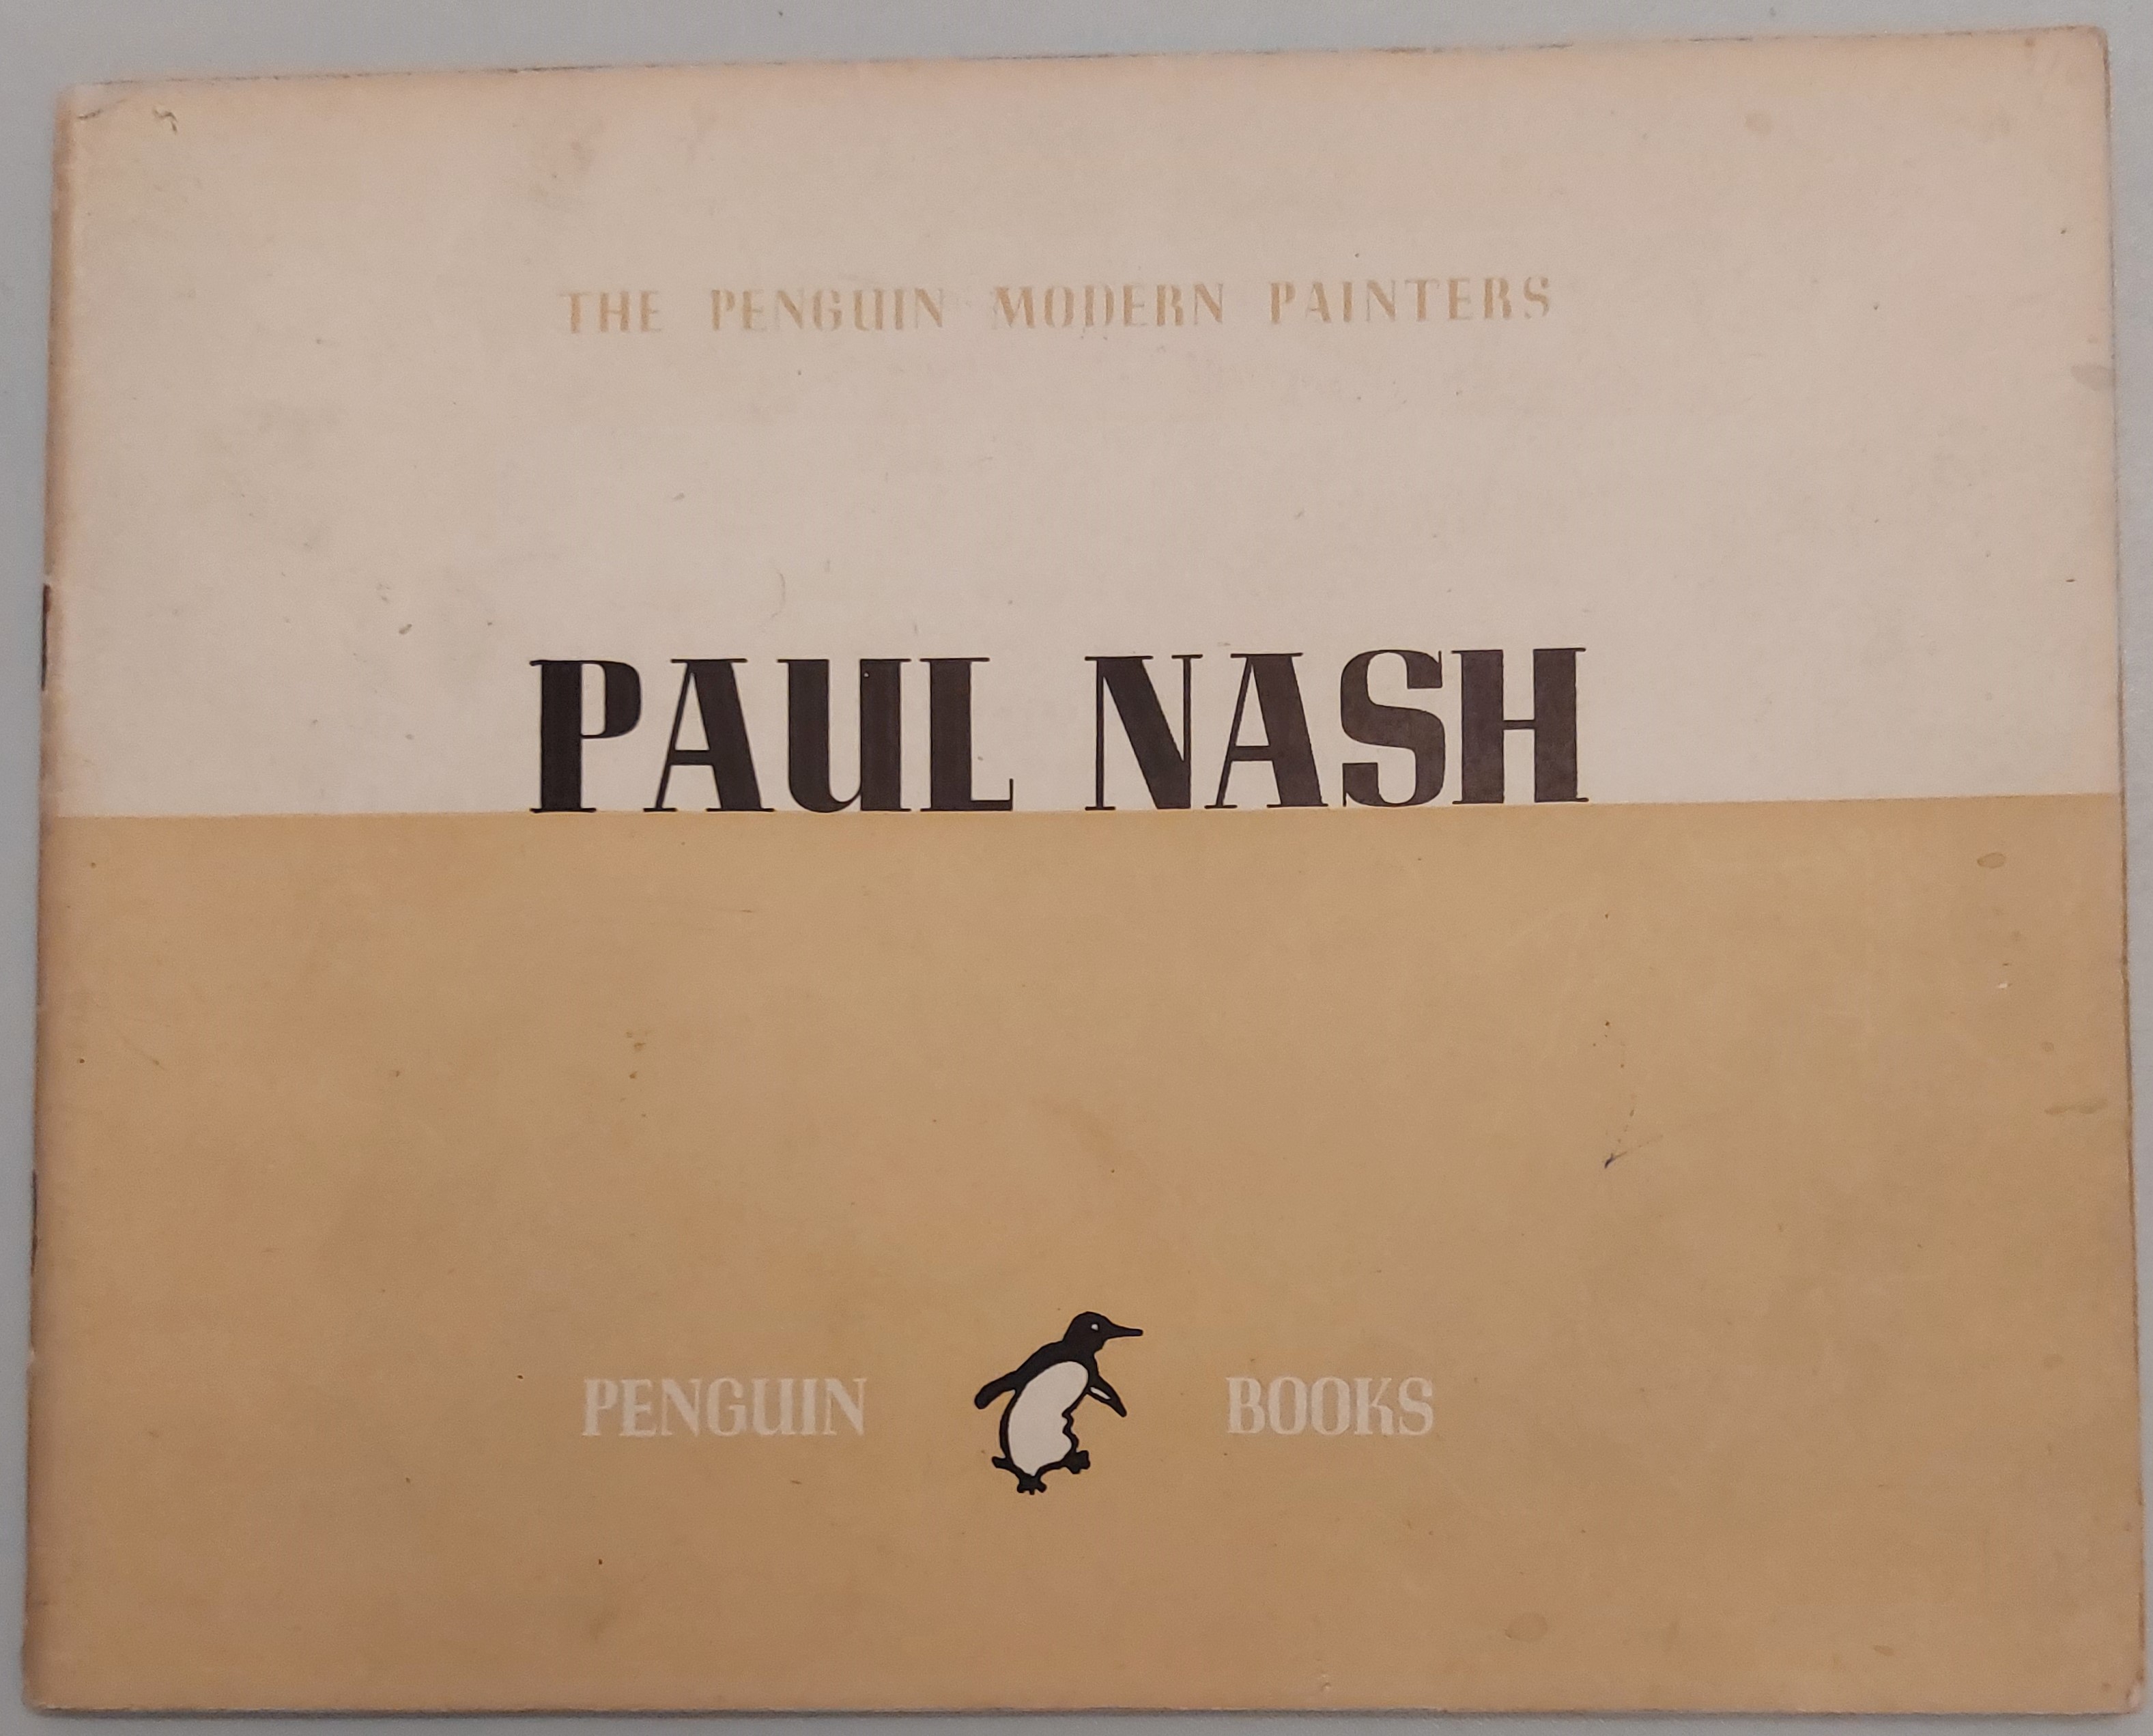 THE PENGUIN MODERN PAINTERS
PAUL NASH
PENGUIN BOOKS